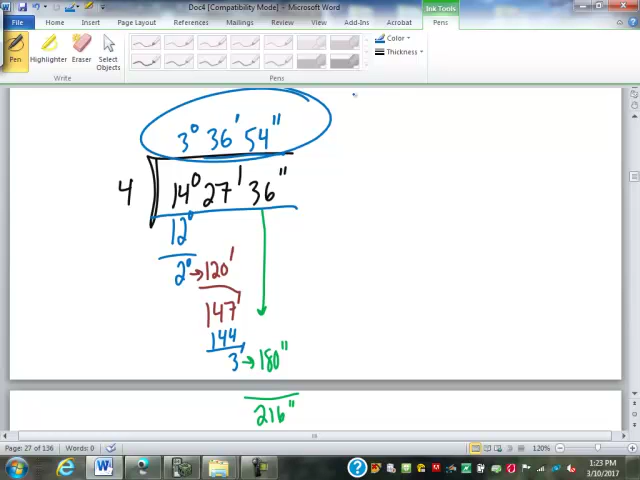 Doc4 [Compatibility Mode] - Microsoft Word
Ink Tools
File Home Insert Page Layout References Mailings Review View Add-Ins Acrobat Pens
Pen Highlighter Eraser Select Objects
Color
Thickness
Write Pens
3° 36' 54"
4 14° 27' 36"
12°
2° → 120'
147'
144
3' → 180"
216"
Page: 27 of 136 Words: 0 120%
1:23 PM
3/10/2017